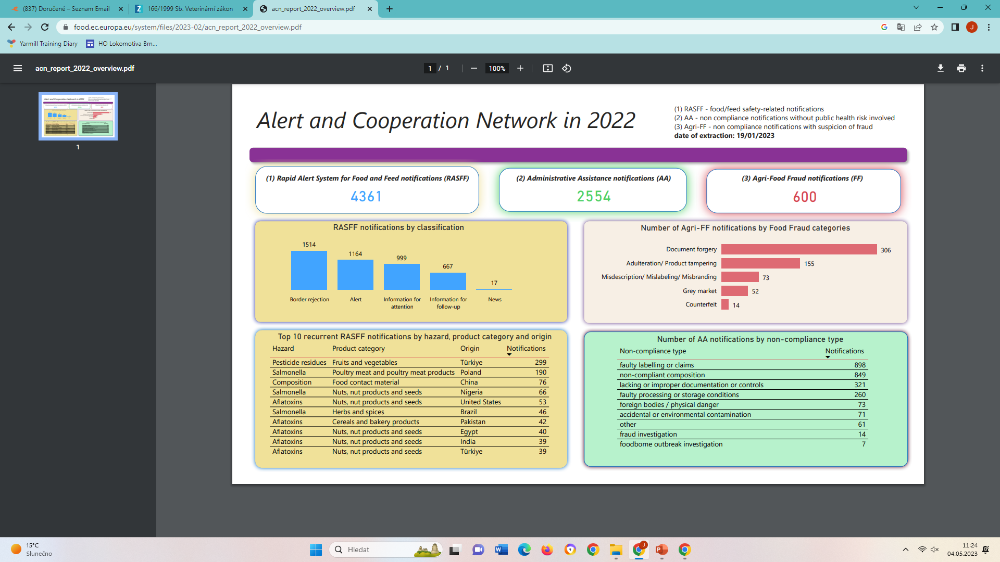 (837) Doručené – Seznam Email
166/1999 Sb. Veterinární zákon
acn_report_2022_overview.pdf
food.ec.europa.eu/system/files/2023-02/acn_report_2022_overview.pdf
J
Yarmill Training Diary
HO Lokomotiva Brn...
acn_report_2022_overview.pdf
1 / 1
100%
1
Alert and Cooperation Network in 2022
(1) RASFF - food/feed safety-related notifications
(2) AA - non compliance notifications without public health risk involved
(3) Agri-FF - non compliance notifications with suspicion of fraud
date of extraction: 19/01/2023
(1) Rapid Alert System for Food and Feed notifications (RASFF)
4361
(2) Administrative Assistance notifications (AA)
2554
(3) Agri-Food Fraud notifications (FF)
600
RASFF notifications by classification
1514
1164
999
667
17
Border rejection
Alert
Information for attention
Information for follow-up
News
Number of Agri-FF notifications by Food Fraud categories
Document forgery 306
Adulteration/ Product tampering 155
Misdescription/ Mislabeling/ Misbranding 73
Grey market 52
Counterfeit 14
Top 10 recurrent RASFF notifications by hazard, product category and origin
Hazard Product category Origin Notifications
Pesticide residues Fruits and vegetables Türkiye 299
Salmonella Poultry meat and poultry meat products Poland 190
Composition Food contact material China 76
Salmonella Nuts, nut products and seeds Nigeria 66
Aflatoxins Nuts, nut products and seeds United States 53
Salmonella Herbs and spices Brazil 46
Aflatoxins Cereals and bakery products Pakistan 42
Aflatoxins Nuts, nut products and seeds Egypt 40
Aflatoxins Nuts, nut products and seeds India 39
Aflatoxins Nuts, nut products and seeds Türkiye 39
Number of AA notifications by non-compliance type
Non-compliance type Notifications
faulty labelling or claims 898
non-compliant composition 849
lacking or improper documentation or controls 321
faulty processing or storage conditions 260
foreign bodies / physical danger 73
accidental or environmental contamination 71
other 61
fraud investigation 14
foodborne outbreak investigation 7
15°C
Slunečno
Hledat
11:24
04.05.2023